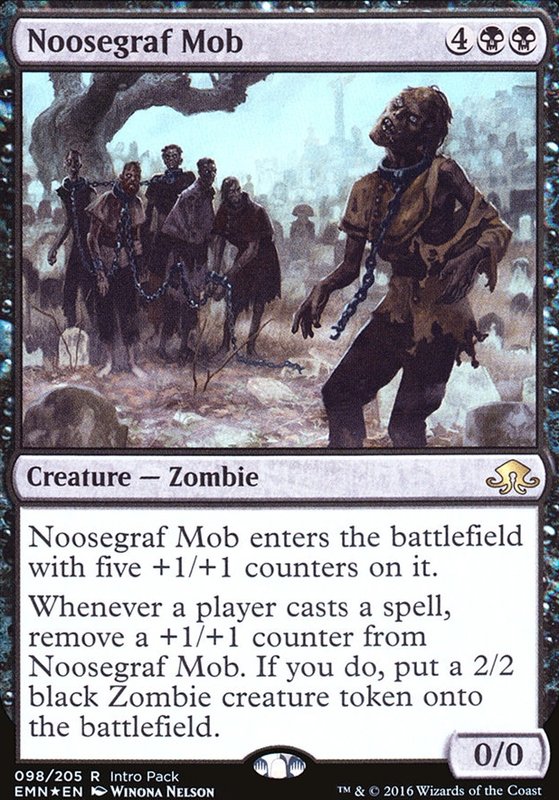 Noosegraf Mob 4
Creature — Zombie
Noosegraf Mob enters the battlefield
with five +1/+1 counters on it.
Whenever a player casts a spell,
remove a +1/+1 counter from
Noosegraf Mob. If you do, put a 2/2
black Zombie creature token onto
the battlefield.
0/0
098/205 R Intro Pack
EMN★EN Winona Nelson
™ & © 2016 Wizards of the Coast